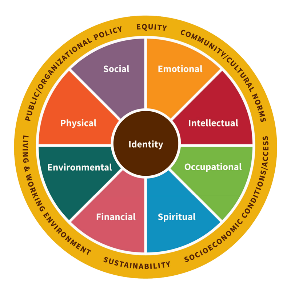 PUBLIC/ORGANIZATIONAL POLICY
EQUITY
COMMUNITY/CULTURAL NORMS
Social
Emotional
Physical
Intellectual
Identity
Environmental
Occupational
Financial
Spiritual
LIVING & WORKING ENVIRONMENT
SUSTAINABILITY
SOCIOECONOMIC CONDITIONS/ACCESS